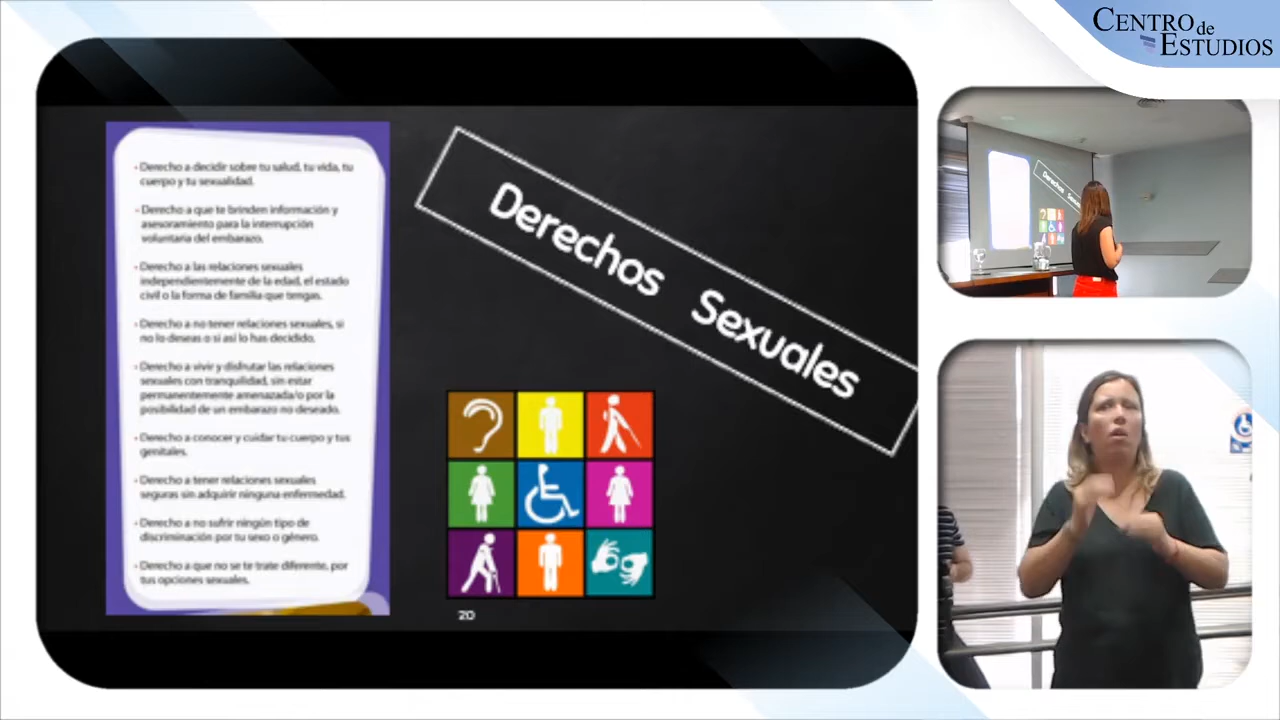 CENTRO de
ESTUDIOS
• Derecho a decidir sobre tu salud, tu vida, tu
cuerpo y tu sexualidad.
• Derecho a que te brinden información y
asesoramiento para la interrupción
voluntaria del embarazo.
• Derecho a las relaciones sexuales
independientemente de la edad, el estado
civil o la forma de familia que tengas.
• Derecho a no tener relaciones sexuales, si
no lo deseas o si así lo has decidido.
• Derecho a vivir y disfrutar las relaciones
sexuales con tranquilidad, sin estar
permanentemente amenazada/o por la
posibilidad de un embarazo no deseado.
• Derecho a conocer y cuidar tu cuerpo y tus
genitales.
• Derecho a tener relaciones sexuales
seguras sin adquirir ninguna enfermedad.
• Derecho a no sufrir ningún tipo de
discriminación por tu sexo o género.
• Derecho a que no se te trate diferente, por
tus opciones sexuales.
Derechos Sexuales
20
Derechos Sexuales